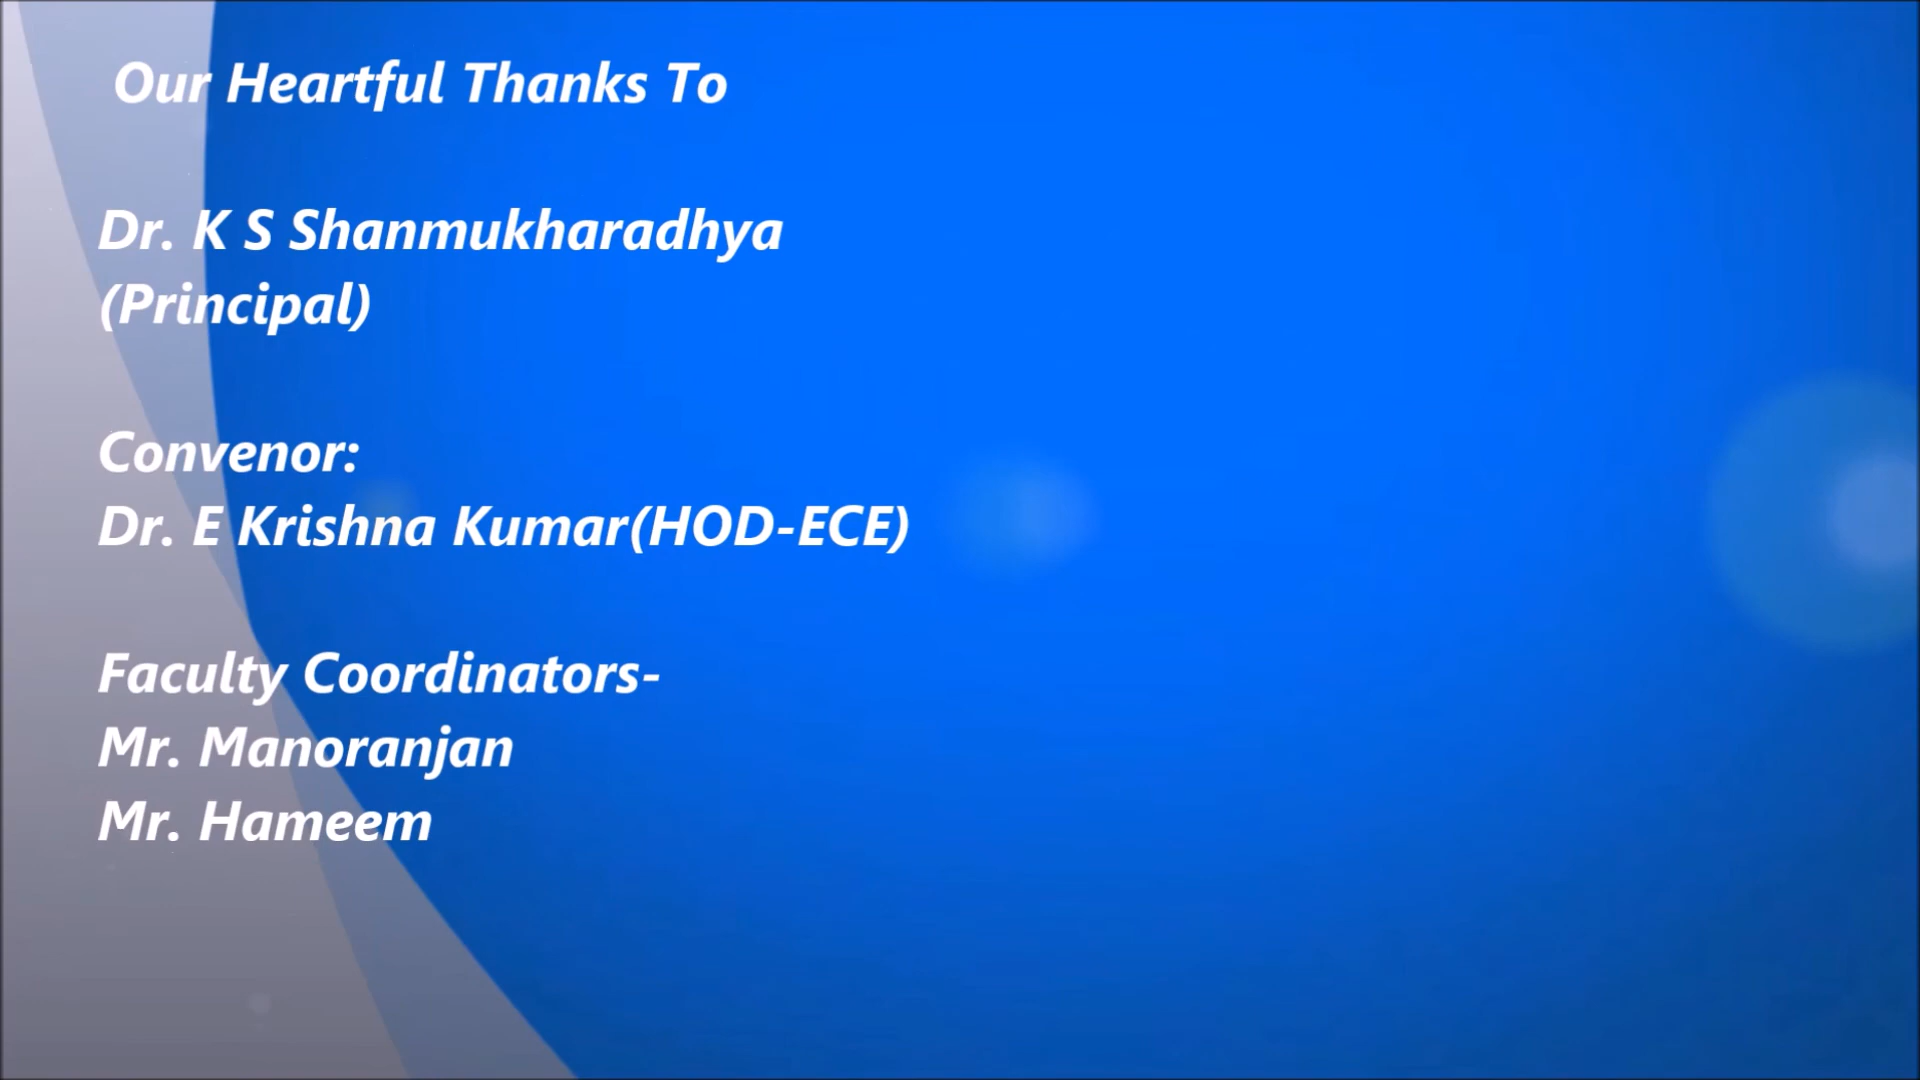 Our Heartful Thanks To
Dr. K S Shanmukharadhya
(Principal)
Convenor:
Dr. E Krishna Kumar(HOD-ECE)
Faculty Coordinators-
Mr. Manoranjan
Mr. Hameem